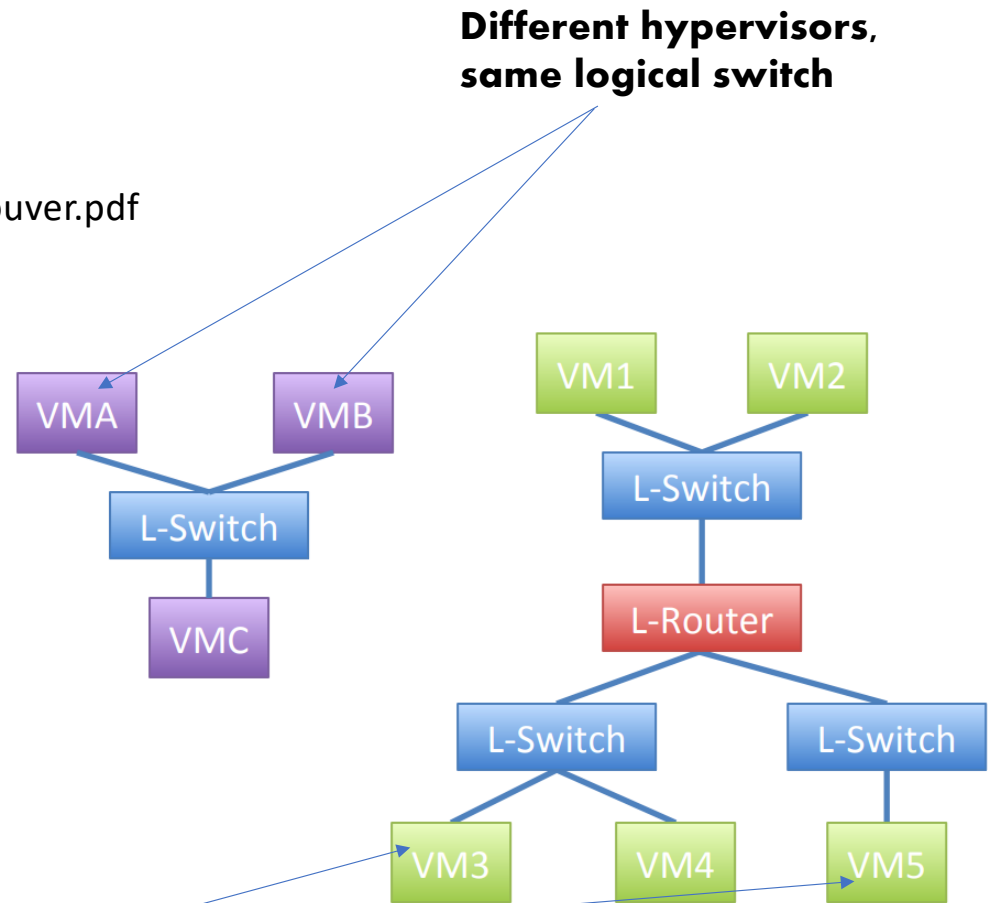 Different hypervisors,
same logical switch
ouver.pdf
VMA
VMB
L-Switch
VMC
VM1
VM2
L-Switch
L-Router
L-Switch
L-Switch
VM3
VM4
VM5